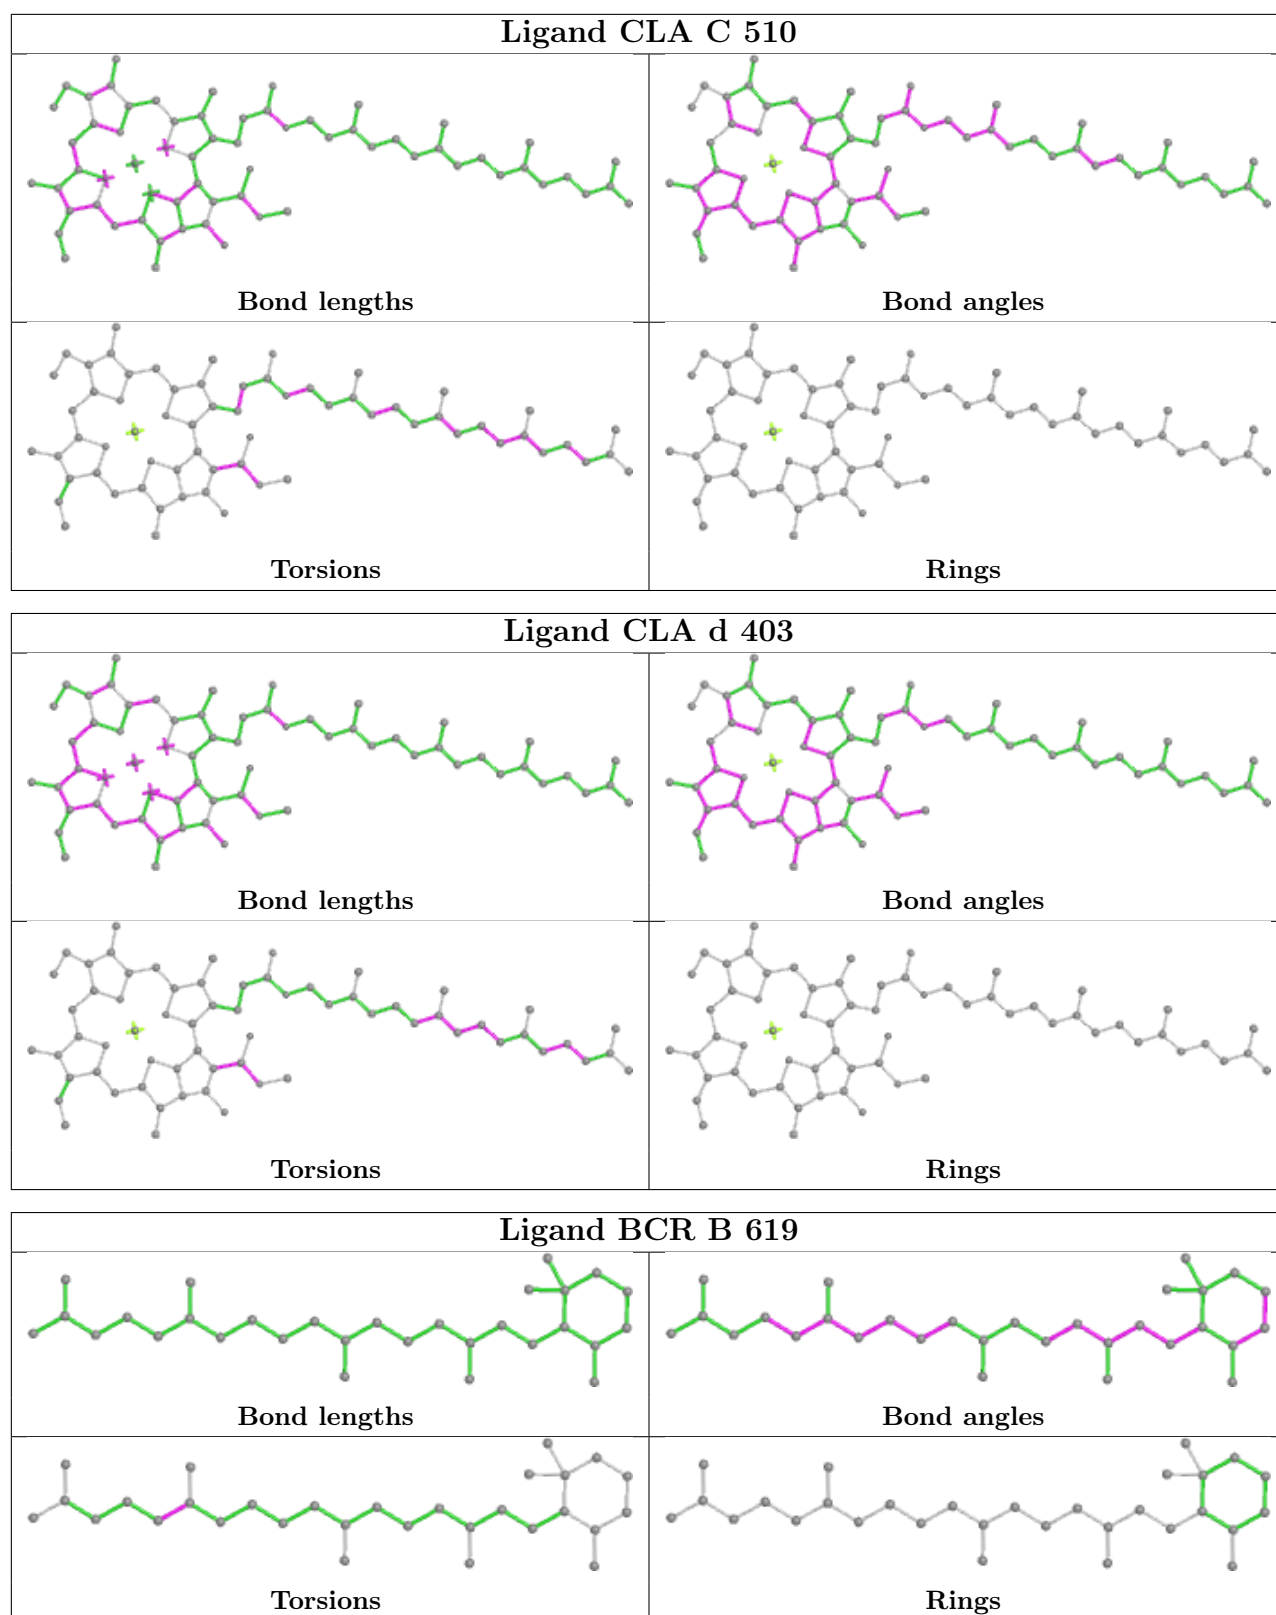 Ligand CLA C 510
Bond lengths
Bond angles
Torsions
Rings
Ligand CLA d 403
Bond lengths
Bond angles
Torsions
Rings
Ligand BCR B 619
Bond lengths
Bond angles
Torsions
Rings